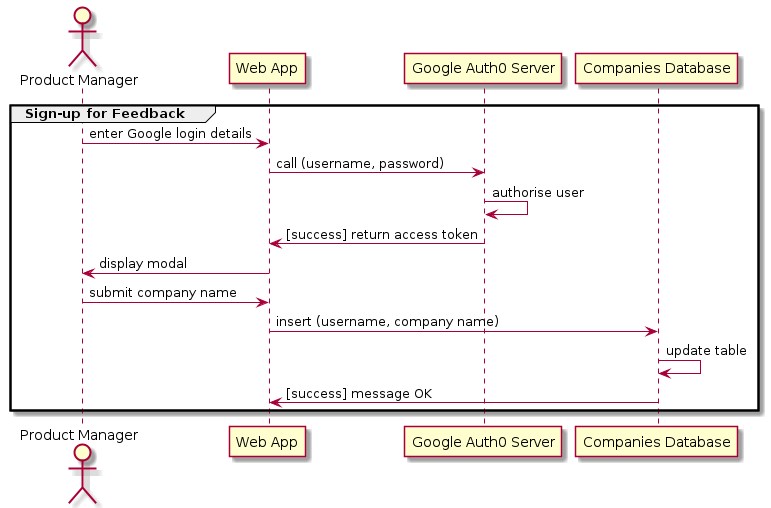 Product Manager
Web App
Google Auth0 Server
Companies Database
Sign-up for Feedback
enter Google login details
call (username, password)
authorise user
[success] return access token
display modal
submit company name
insert (username, company name)
update table
[success] message OK
Product Manager
Web App
Google Auth0 Server
Companies Database